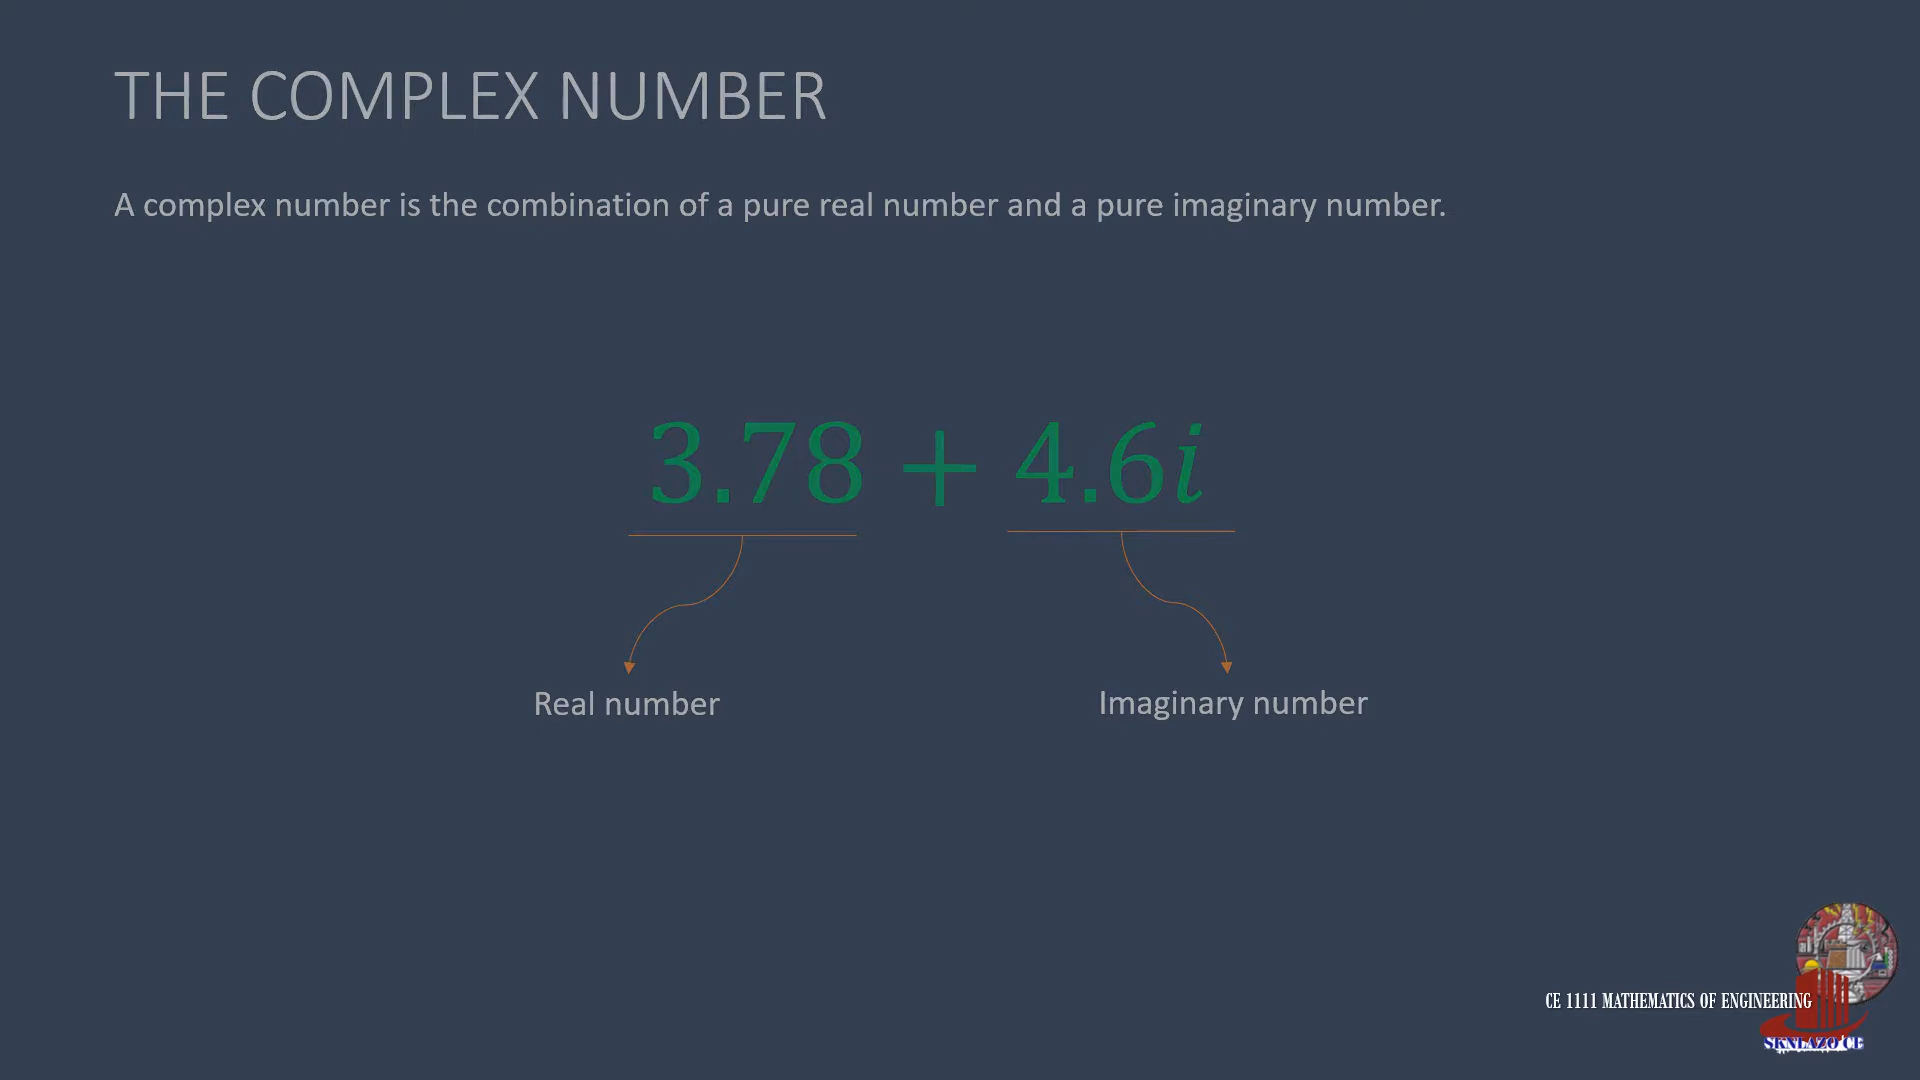 THE COMPLEX NUMBER
A complex number is the combination of a pure real number and a pure imaginary number.
3.78 + 4.6i
Real number
Imaginary number
CE 1111 MATHEMATICS OF ENGINEERING